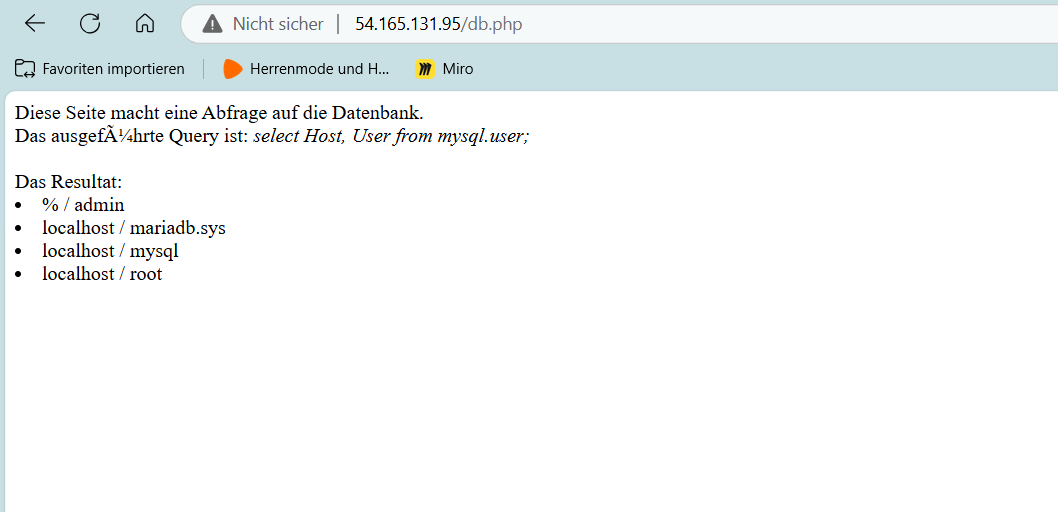 Nicht sicher | 54.165.131.95/db.php
Favoriten importieren | Herrenmode und H... Miro
Diese Seite macht eine Abfrage auf die Datenbank.
Das ausgefÃ¼hrte Query ist: select Host, User from mysql.user;
Das Resultat:
• % / admin
• localhost / mariadb.sys
• localhost / mysql
• localhost / root